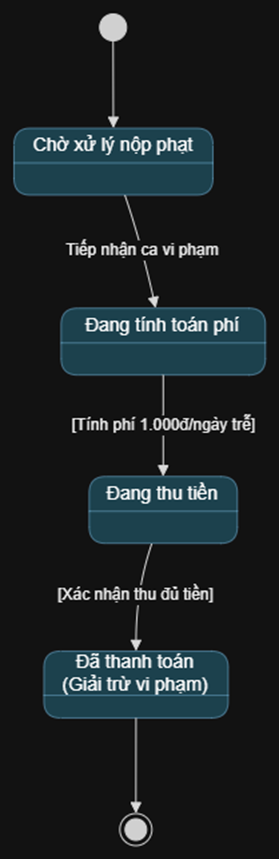 Chờ xử lý nộp phạt
Tiếp nhận ca vi phạm
Đang tính toán phí
[Tính phí 1.000đ/ngày trễ]
Đang thu tiền
[Xác nhận thu đủ tiền]
Đã thanh toán
(Giải trừ vi phạm)